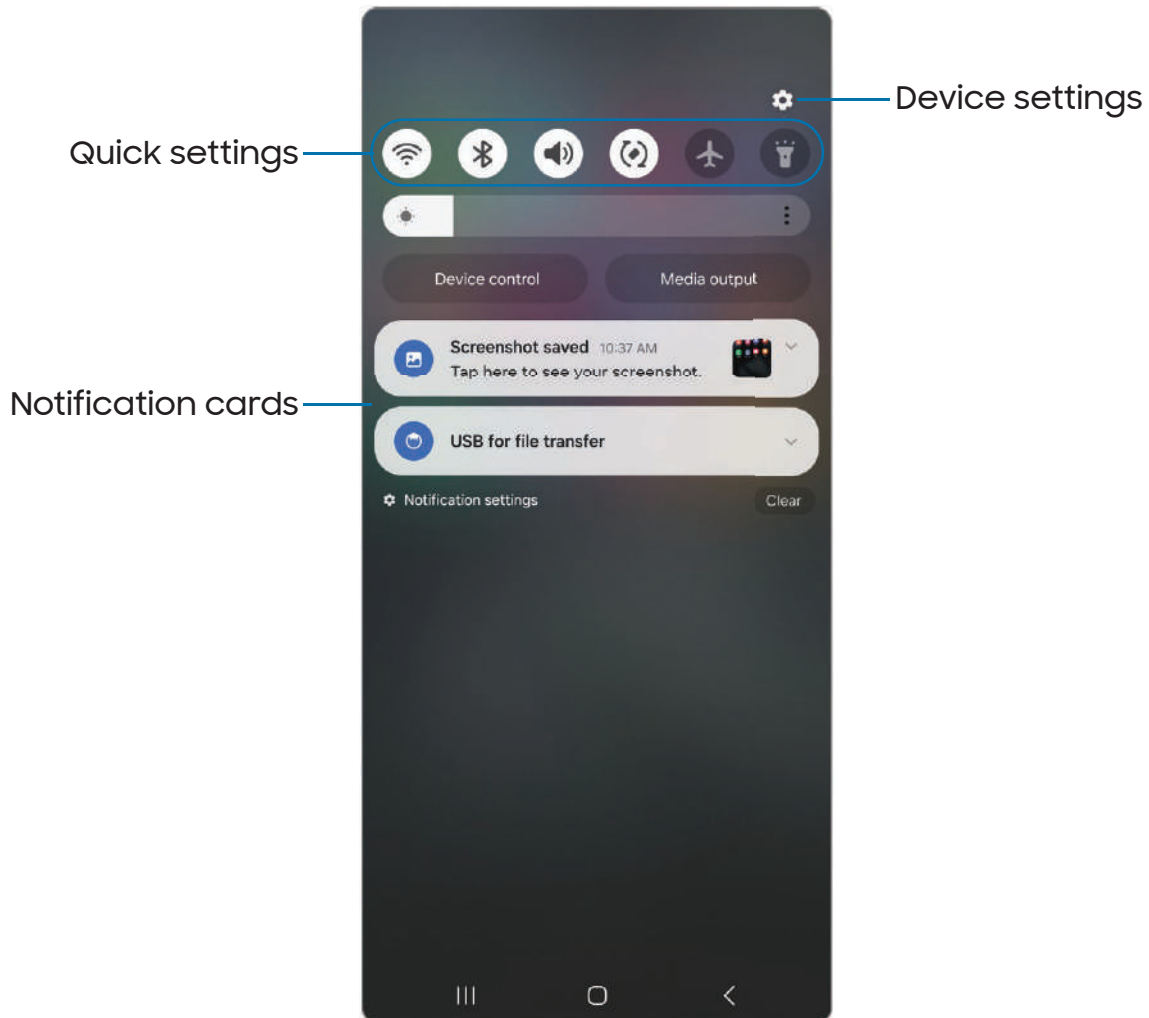 Device settings
Quick settings
Device control
Media output
Screenshot saved 10:37 AM
Tap here to see your screenshot.
Notification cards
USB for file transfer
Notification settings
Clear